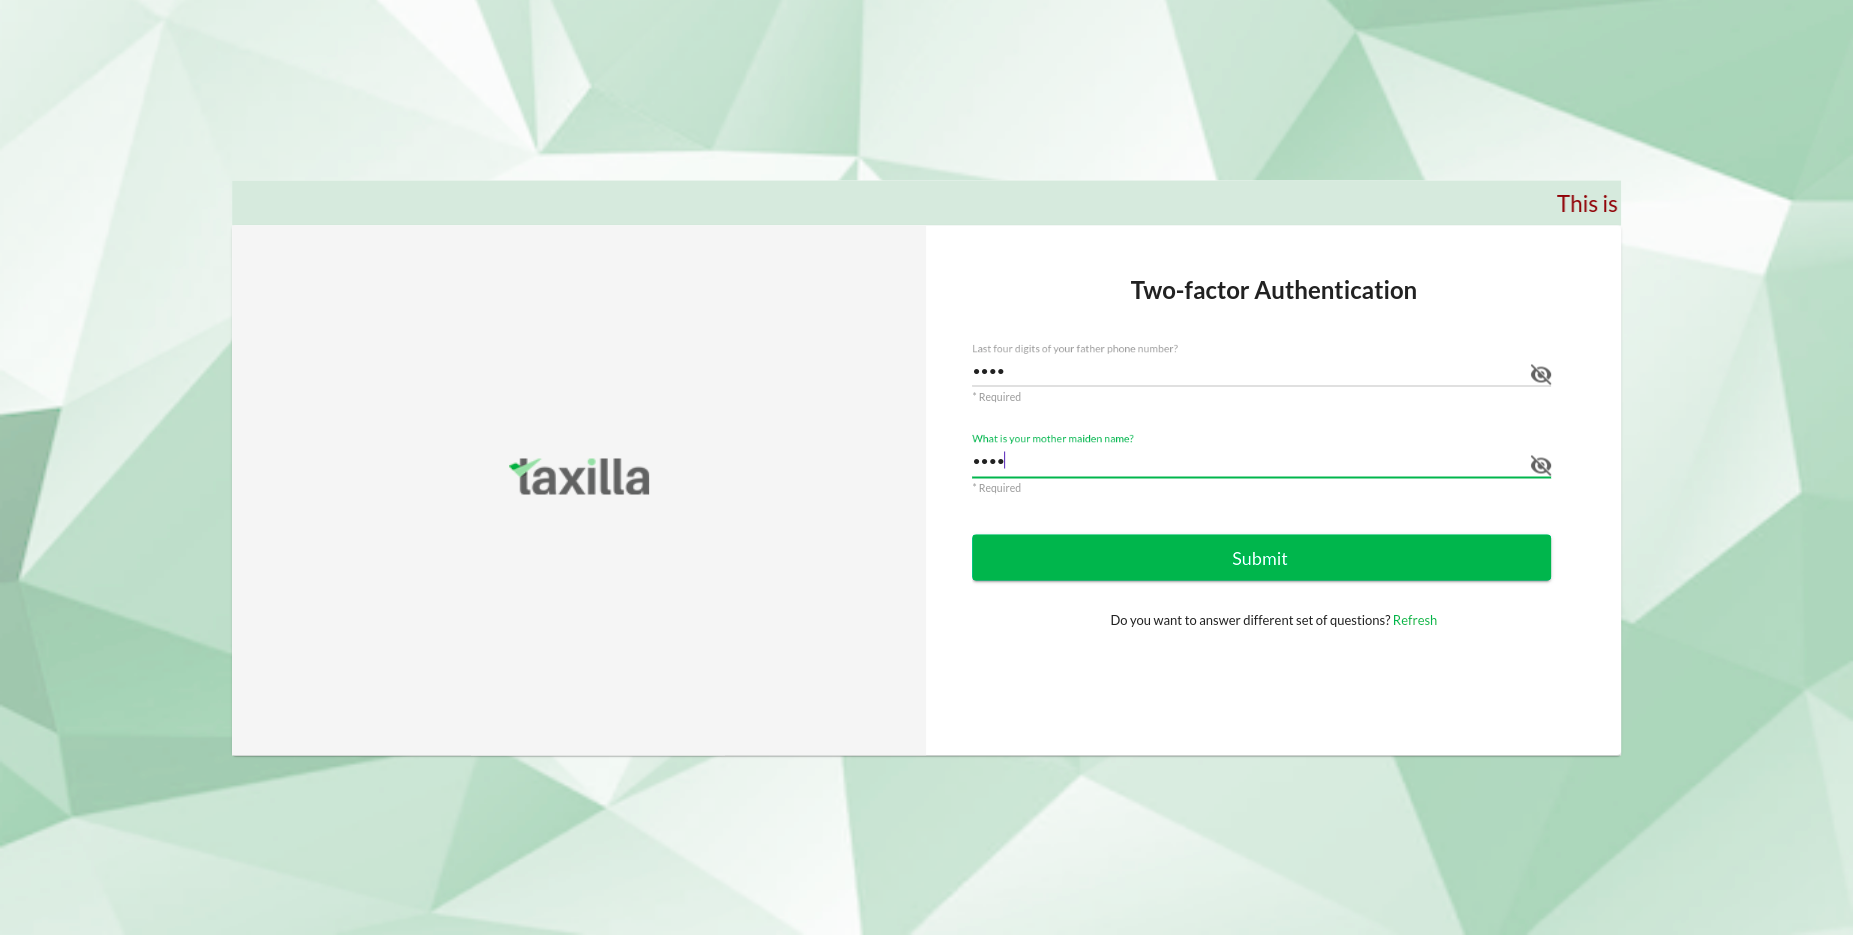 This is
taxilla
Two-factor Authentication
Last four digits of your father phone number?
••••
* Required
What is your mother maiden name?
••••
* Required
Submit
Do you want to answer different set of questions? Refresh